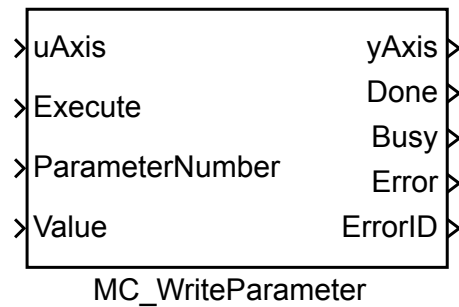 uAxis
Execute
ParameterNumber
Value
yAxis
Done
Busy
Error
ErrorID
MC_WriteParameter